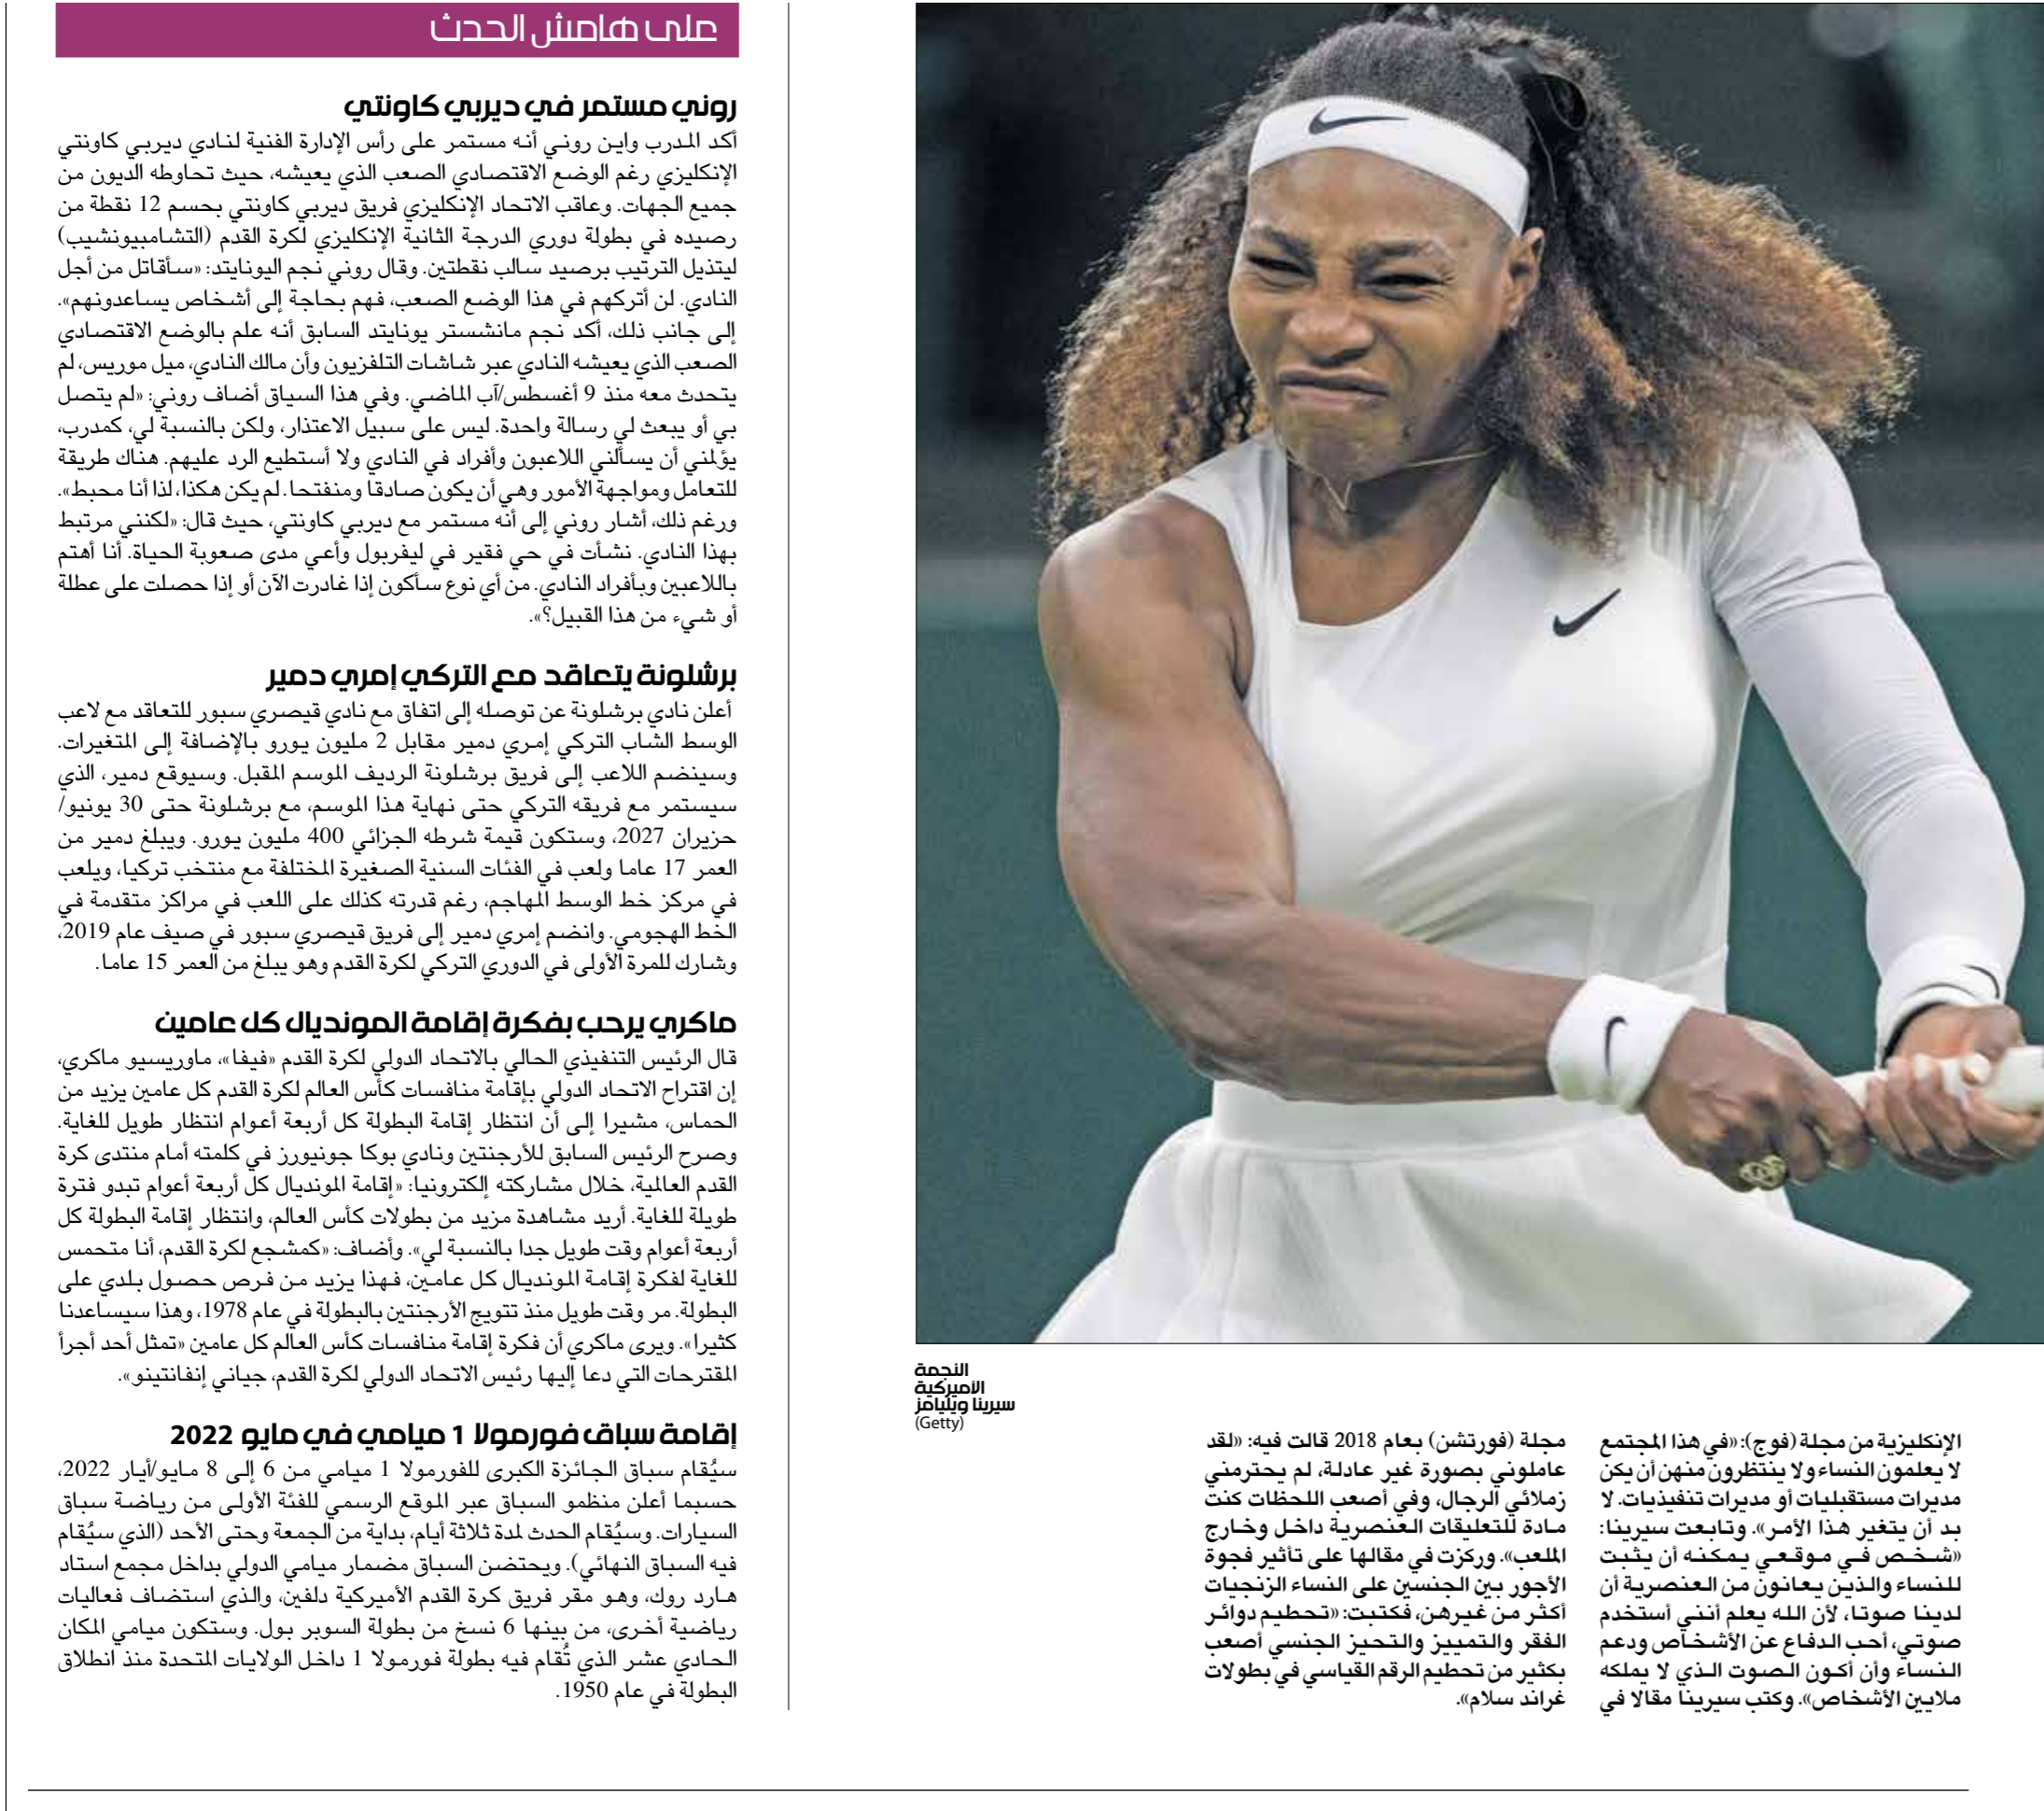 النجمة
الأميركية
سيرينا ويليامز
(Getty)
الإنكليزية من مجلة (فوج): «في هذا المجتمع
لا يعلمون النساء ولا ينتظرون منهن أن يكن
مديرات مستقبليات أو مديرات تنفيذيات. لا
بد أن يتغير هذا الأمر». وتابعت سيرينا:
«شخص في موقعي يمكنه أن يثبت
للنساء والذين يعانون من العنصرية أن
لدينا صوتا، لأن الله يعلم أنني أستخدم
صوتي، أحب الدفاع عن الأشخاص ودعم
النساء وأن أكون الصوت الذي لا يملكه
ملايين الأشخاص». وكتب سيرينا مقالا في
مجلة (فورتشن) بعام 2018 قالت فيه: «لقد
عاملوني بصورة غير عادلة، لم يحترمني
زملائي الرجال، وفي أصعب اللحظات كنت
مادة للتعليقات العنصرية داخل وخارج
الملعب». وركزت في مقالها على تأثير فجوة
الأجور بين الجنسين على النساء الزنجيات
أكثر من غيرهن، فكتبت: «تحطيم دوائر
الفقر والتمييز والتحيز الجنسي أصعب
بكثير من تحطيم الرقم القياسي في بطولات
غراند سلام».
على هامش الحدث
روني مستمر في ديربي كاونتي
أكد المدرب واين روني أنه مستمر على رأس الإدارة الفنية لنادي ديربي كاونتي
الإنكليزي رغم الوضع الاقتصادي الصعب الذي يعيشه، حيث تحاوطه الديون من
جميع الجهات. وعاقب الاتحاد الإنكليزي فريق ديربي كاونتي بحسم 12 نقطة من
رصيده في بطولة دوري الدرجة الثانية الإنكليزي لكرة القدم (التشامبيونشيب)
ليتذيل الترتيب برصيد سالب نقطتين. وقال روني نجم اليونايتد: «سأقاتل من أجل
النادي. لن أتركهم في هذا الوضع الصعب، فهم بحاجة إلى أشخاص يساعدونهم».
إلى جانب ذلك، أكد نجم مانشستر يونايتد السابق أنه علم بالوضع الاقتصادي
الصعب الذي يعيشه النادي عبر شاشات التلفزيون وأن مالك النادي، ميل موريس، لم
يتحدث معه منذ 9 أغسطس/آب الماضي. وفي هذا السياق أضاف روني: «لم يتصل
بي أو يبعث لي رسالة واحدة. ليس على سبيل الاعتذار، ولكن بالنسبة لي، كمدرب،
يؤلمني أن يسألني اللاعبون وأفراد في النادي ولا أستطيع الرد عليهم. هناك طريقة
للتعامل ومواجهة الأمور وهي أن يكون صادقا ومنفتحا. لم يكن هكذا، لذا أنا محبط».
ورغم ذلك، أشار روني إلى أنه مستمر مع ديربي كاونتي، حيث قال: «لكنني مرتبط
بهذا النادي. نشأت في حي فقير في ليفربول وأعي مدى صعوبة الحياة. أنا أهتم
باللاعبين وبأفراد النادي. من أي نوع سأكون إذا غادرت الآن أو إذا حصلت على عطلة
أو شيء من هذا القبيل؟».
برشلونة يتعاقد مع التركي إمري دمير
أعلن نادي برشلونة عن توصله إلى اتفاق مع نادي قيصري سبور للتعاقد مع لاعب
الوسط الشاب التركي إمري دمير مقابل 2 مليون يورو بالإضافة إلى المتغيرات.
وسينضم اللاعب إلى فريق برشلونة الرديف الموسم المقبل. وسيوقع دمير، الذي
سيستمر مع فريقه التركي حتى نهاية هذا الموسم، مع برشلونة حتى 30 يونيو/
حزيران 2027، وستكون قيمة شرطه الجزائي 400 مليون يورو. ويبلغ دمير من
العمر 17 عاما ولعب في الفئات السنية الصغيرة المختلفة مع منتخب تركيا، ويلعب
في مركز خط الوسط المهاجم، رغم قدرته كذلك على اللعب في مراكز متقدمة في
الخط الهجومي. وانضم إمري دمير إلى فريق قيصري سبور في صيف عام 2019،
وشارك للمرة الأولى في الدوري التركي لكرة القدم وهو يبلغ من العمر 15 عاما.
ماكري يرحب بفكرة إقامة المونديال كل عامين
قال الرئيس التنفيذي الحالي بالاتحاد الدولي لكرة القدم «فيفا»، ماوريسيو ماكري،
إن اقتراح الاتحاد الدولي بإقامة منافسات كأس العالم لكرة القدم كل عامين يزيد من
الحماس، مشيرا إلى أن انتظار إقامة البطولة كل أربعة أعوام انتظار طويل للغاية.
وصرح الرئيس السابق للأرجنتين ونادي بوكا جونيورز في كلمته أمام منتدى كرة
القدم العالمية، خلال مشاركته إلكترونيا: «إقامة المونديال كل أربعة أعوام تبدو فترة
طويلة للغاية. أريد مشاهدة مزيد من بطولات كأس العالم، وانتظار إقامة البطولة كل
أربعة أعوام وقت طويل جدا بالنسبة لي». وأضاف: «كمشجع لكرة القدم، أنا متحمس
للغاية لفكرة إقامة المونديال كل عامين، فهذا يزيد من فرص حصول بلدي على
البطولة. مر وقت طويل منذ تتويج الأرجنتين بالبطولة في عام 1978، وهذا سيساعدنا
كثيرا». ويرى ماكري أن فكرة إقامة منافسات كأس العالم كل عامين «تمثل أحد أجرأ
المقترحات التي دعا إليها رئيس الاتحاد الدولي لكرة القدم، جياني إنفانتينو».
إقامة سباق فورمولا 1 ميامي في مايو 2022
سيُقام سباق الجائزة الكبرى للفورمولا 1 ميامي من 6 إلى 8 مايو/أيار 2022،
حسبما أعلن منظمو السباق عبر الموقع الرسمي للفئة الأولى من رياضة سباق
السيارات. وسيُقام الحدث لمدة ثلاثة أيام، بداية من الجمعة وحتى الأحد (الذي سيُقام
فيه السباق النهائي). ويحتضن السباق مضمار ميامي الدولي بداخل مجمع استاد
هارد روك، وهو مقر فريق كرة القدم الأميركية دلفين، والذي استضاف فعاليات
رياضية أخرى، من بينها 6 نسخ من بطولة السوبر بول. وستكون ميامي المكان
الحادي عشر الذي تُقام فيه بطولة فورمولا 1 داخل الولايات المتحدة منذ انطلاق
البطولة في عام 1950.